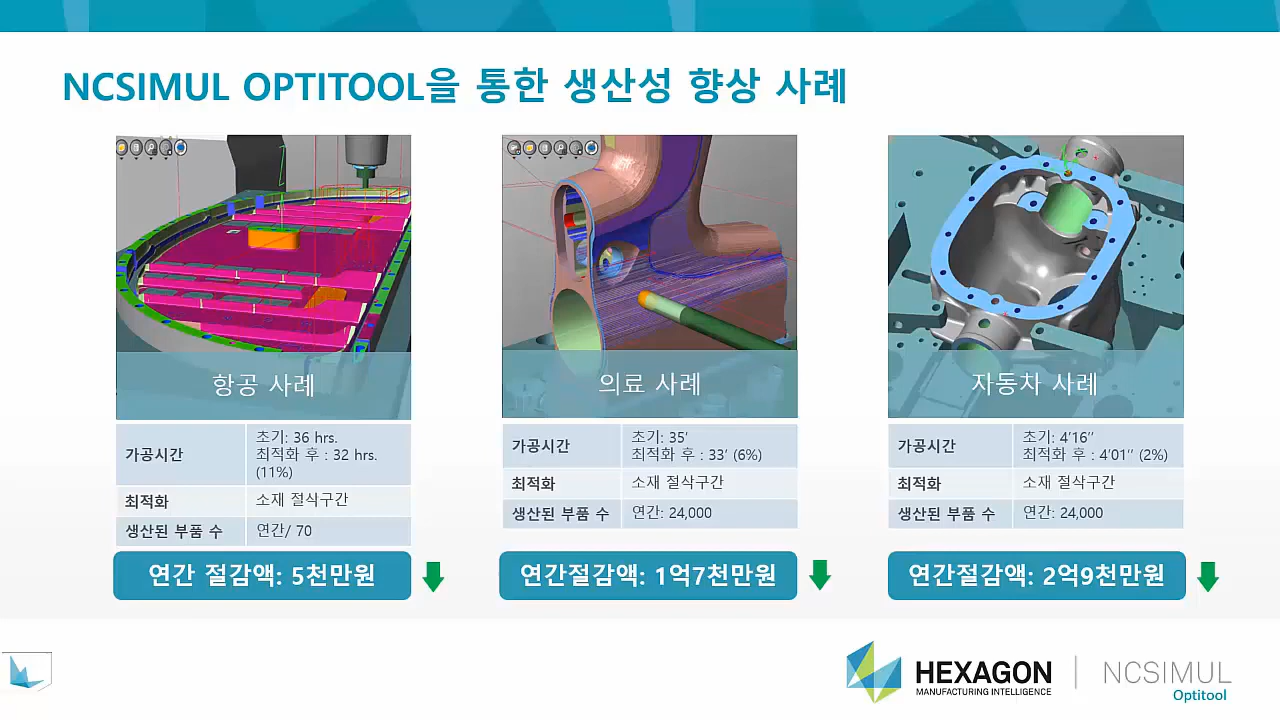 NCSIMUL OPTITOOL을 통한 생산성 향상 사례
항공 사례
가공시간
초기: 36 hrs.
최적화 후 : 32 hrs.
(11%)
최적화
소재 절삭구간
생산된 부품 수
연간/ 70
연간 절감액: 5천만원
의료 사례
가공시간
초기: 35′
최적화 후 : 33′ (6%)
최적화
소재 절삭구간
생산된 부품 수
연간: 24,000
연간절감액: 1억7천만원
자동차 사례
가공시간
초기: 4′16′′
최적화 후 : 4′01′′ (2%)
최적화
소재 절삭구간
생산된 부품 수
연간: 24,000
연간절감액: 2억9천만원
HEXAGON
MANUFACTURING INTELLIGENCE
NCSIMUL
Optitool